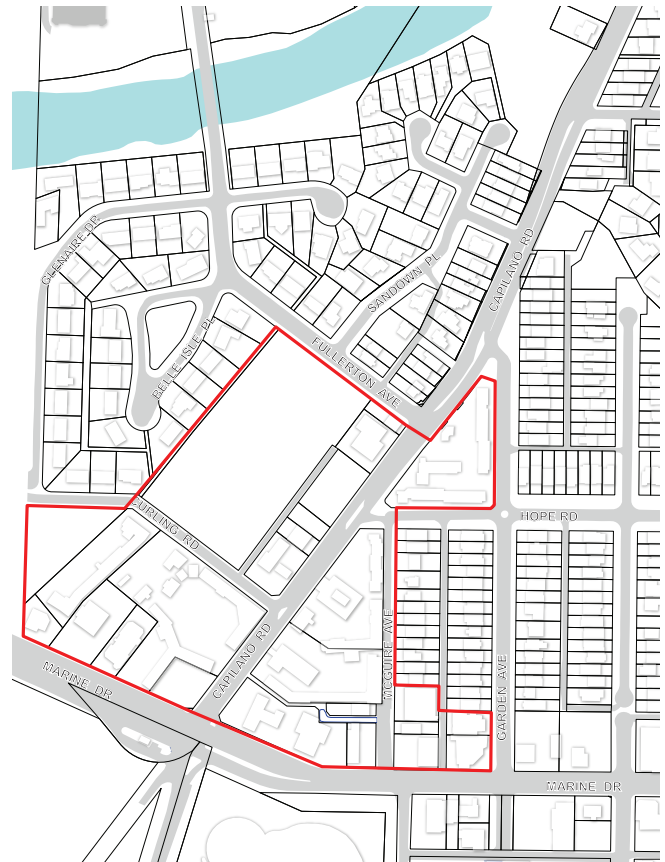 GLENAIRE DR
CAPILANO RD
SANDOWN PL
BELLE ISLE PL
FULLERTON AVE
CURLING RD
HOPE RD
CAPILANO RD
MCGUIRE AVE
GARDEN AVE
MARINE DR
MARINE DR